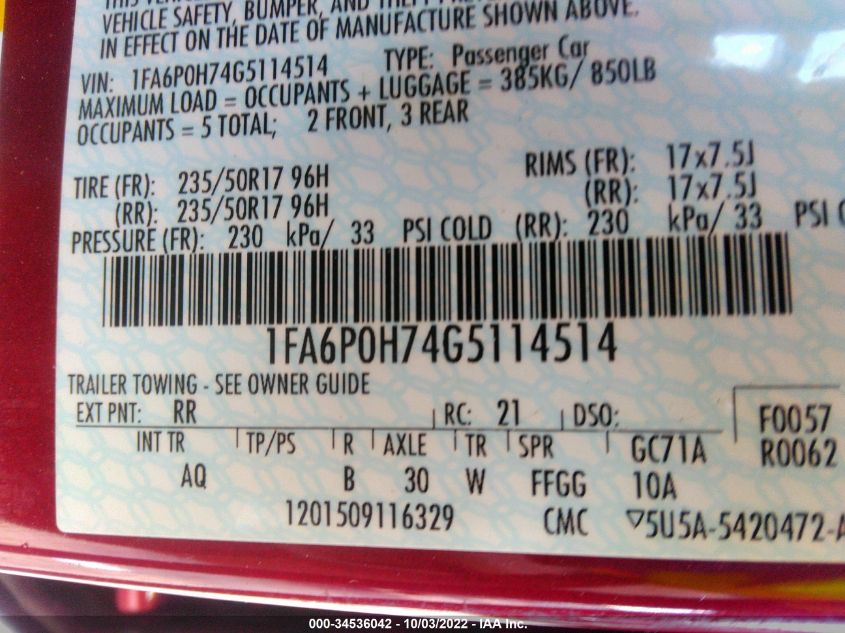 VEHICLE SAFETY, BUMPER, AND THEFT
IN EFFECT ON THE DATE OF MANUFACTURE SHOWN ABOVE.
VIN: 1FA6P0H74G5114514 TYPE: Passenger Car
MAXIMUM LOAD = OCCUPANTS + LUGGAGE = 385KG/ 850LB
OCCUPANTS = 5 TOTAL; 2 FRONT, 3 REAR
TIRE (FR): 235/50R17 96H RIMS (FR): 17x7.5J
(RR): 235/50R17 96H (RR): 17x7.5J
PRESSURE (FR): 230 kPa/ 33 PSI COLD (RR): 230 kPa/ 33 PSI C
1FA6P0H74G5114514
TRAILER TOWING - SEE OWNER GUIDE
EXT PNT: RR RC: 21 DSO: F0057
INT TR TP/PS R AXLE TR SPR GC71A R0062
AQ B 30 W FFGG 10A
1201509116329 CMC ▽5U5A-5420472-A
000-34536042 - 10/03/2022 - IAA Inc.